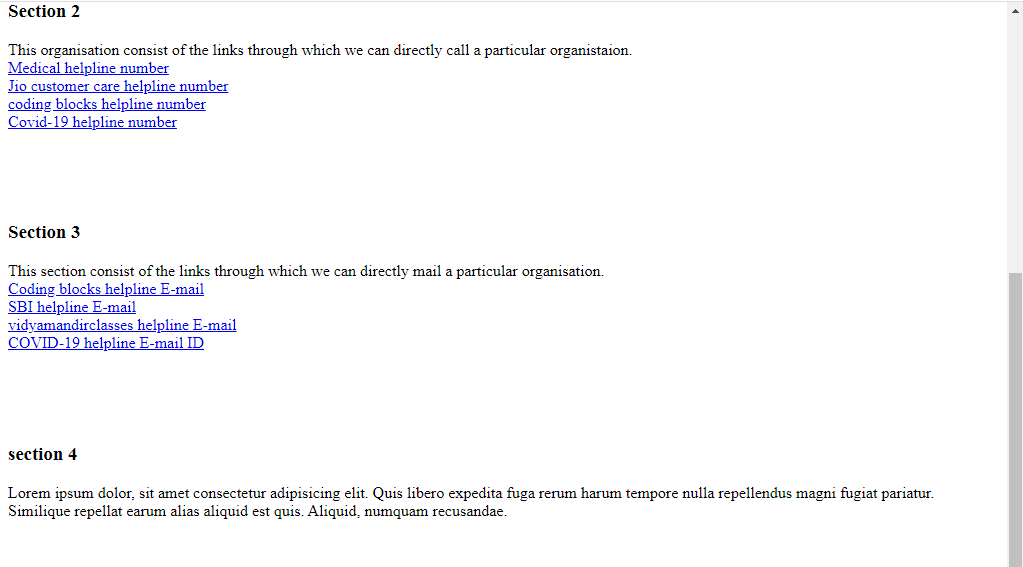 Section 2
This organisation consist of the links through which we can directly call a particular organistaion.
Medical helpline number
Jio customer care helpline number
coding blocks helpline number
Covid-19 helpline number
Section 3
This section consist of the links through which we can directly mail a particular organisation.
Coding blocks helpline E-mail
SBI helpline E-mail
vidyamandirclasses helpline E-mail
COVID-19 helpline E-mail ID
section 4
Lorem ipsum dolor, sit amet consectetur adipisicing elit. Quis libero expedita fuga rerum harum tempore nulla repellendus magni fugiat pariatur.
Similique repellat earum alias aliquid est quis. Aliquid, numquam recusandae.